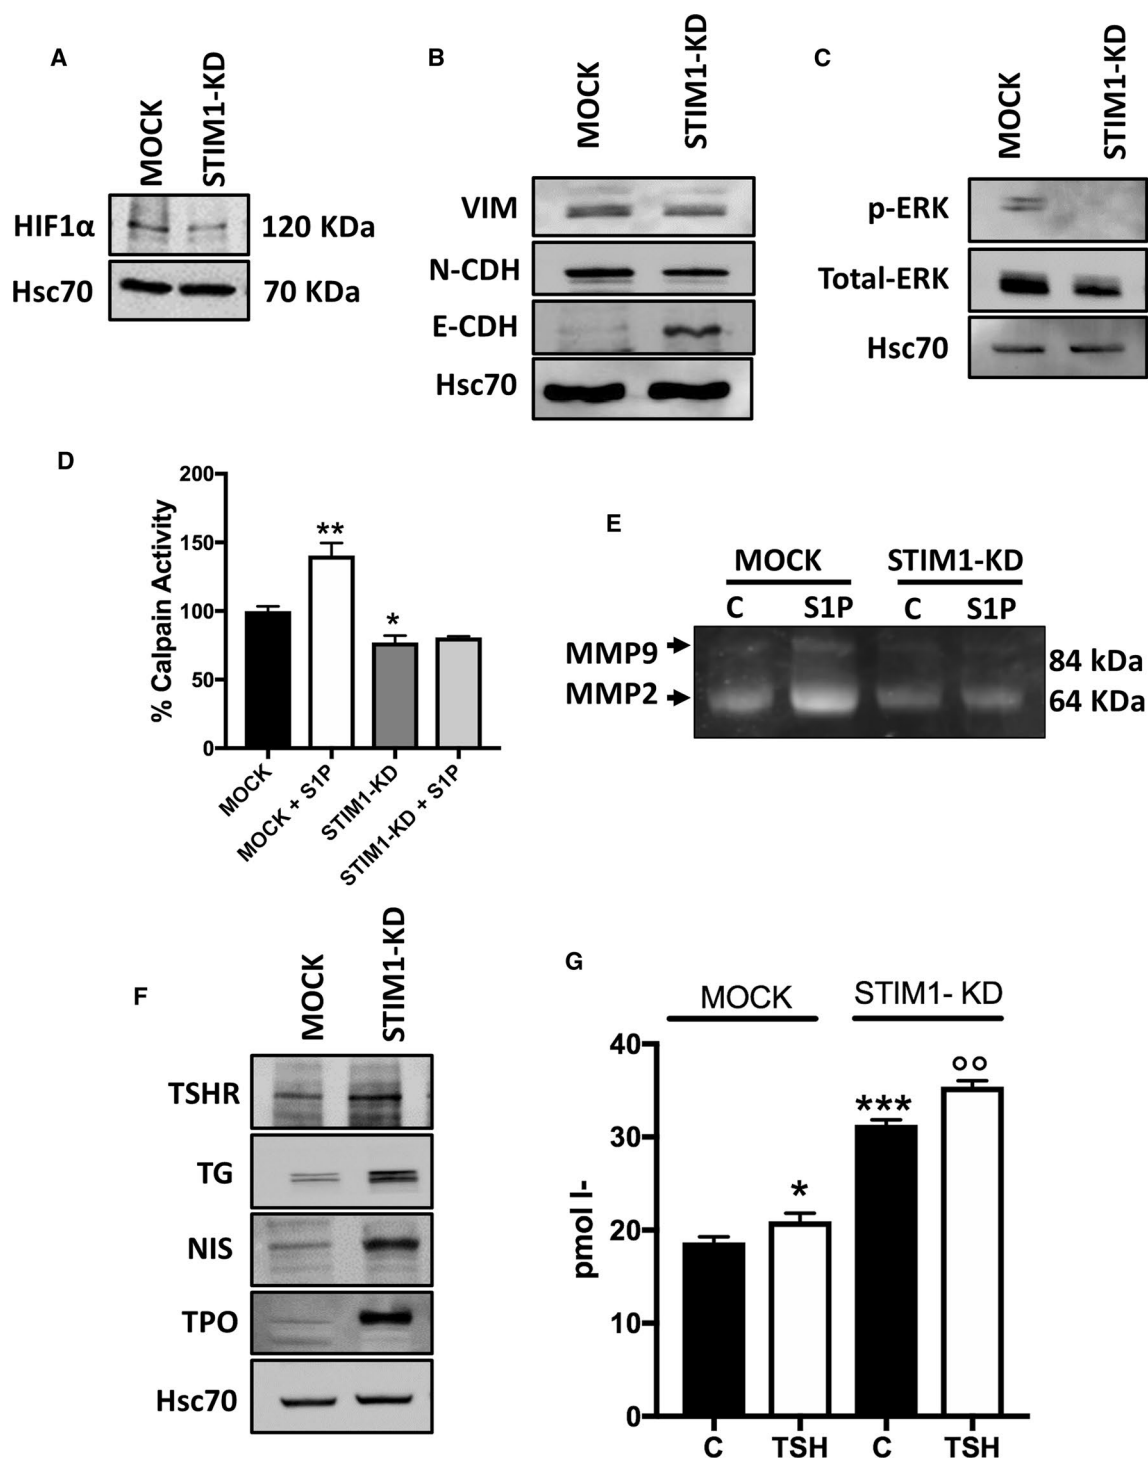 A
MOCK
STIM1-KD
HIF1α
120 KDa
Hsc70
70 KDa
B
MOCK
STIM1-KD
VIM
N-CDH
E-CDH
Hsc70
C
MOCK
STIM1-KD
p-ERK
Total-ERK
Hsc70
D
% Calpain Activity
200
150
100
50
0
**
*
MOCK
MOCK + S1P
STIM1-KD
STIM1-KD + S1P
E
MOCK
STIM1-KD
C S1P C S1P
MMP9
84 kDa
MMP2
64 KDa
F
MOCK
STIM1-KD
TSHR
TG
NIS
TPO
Hsc70
G
MOCK
STIM1- KD
pmol I-
40
30
20
10
0
*
***
°°
C TSH C TSH